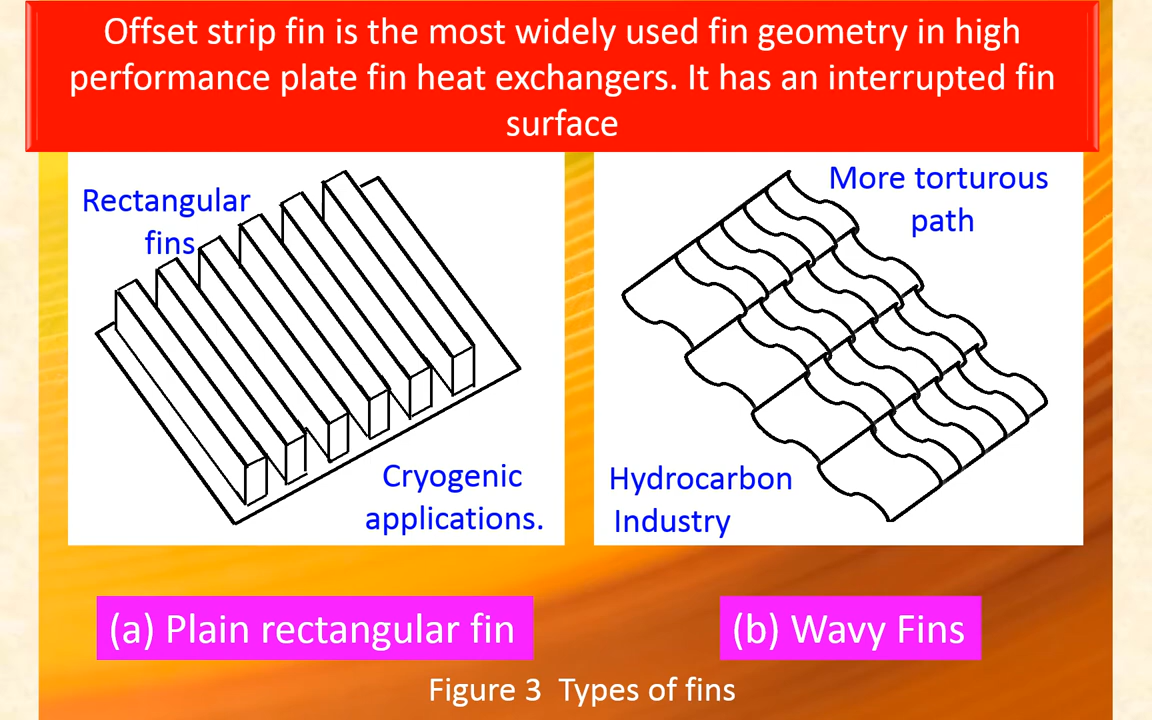 Offset strip fin is the most widely used fin geometry in high
performance plate fin heat exchangers. It has an interrupted fin
surface
Rectangular
fins
Cryogenic
applications.
More torturous
path
Hydrocarbon
Industry
(a) Plain rectangular fin
(b) Wavy Fins
Figure 3 Types of fins